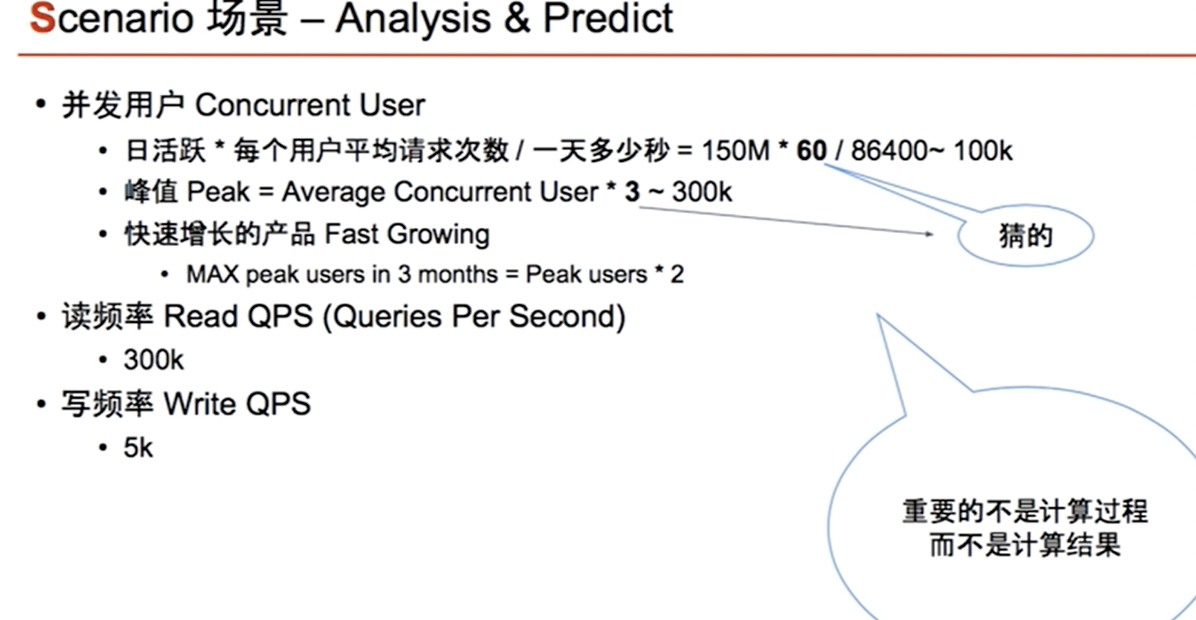 Scenario 场景 – Analysis & Predict
• 并发用户 Concurrent User
• 日活跃 * 每个用户平均请求次数 / 一天多少秒 = 150M * 60 / 86400~ 100k
• 峰值 Peak = Average Concurrent User * 3 ~ 300k
• 快速增长的产品 Fast Growing
猜的
• MAX peak users in 3 months = Peak users * 2
• 读频率 Read QPS (Queries Per Second)
• 300k
• 写频率 Write QPS
• 5k
重要的不是计算过程
而不是计算结果